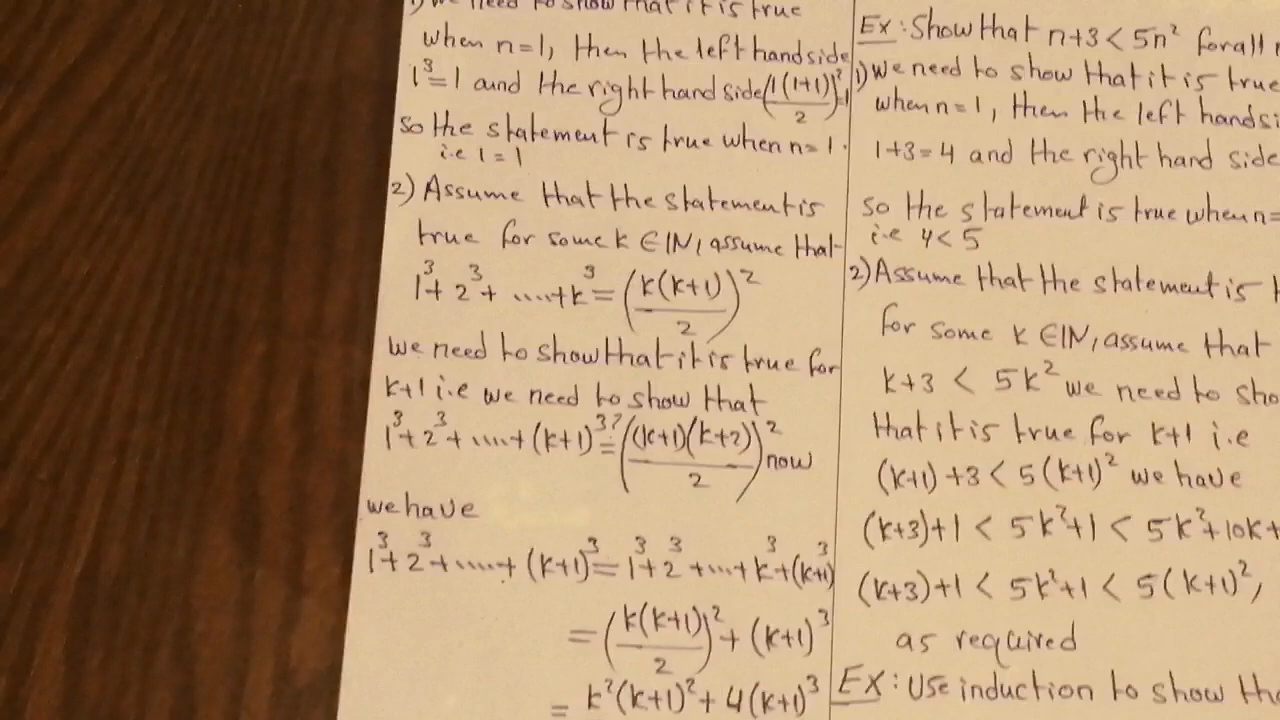 1) we need to show that it is true
when n=1, then the left hand side
1³=1 and the right hand side (1(1+1)/2)²=1
so the statement is true when n=1.
i.e 1=1
2) Assume that the statement is
true for some k∈IN, assume that
1³+2³+.....+k³=(k(k+1)/2)²
we need to show that it is true for
k+1 i.e we need to show that
1³+2³+.....+(k+1)³ ?= ((k+1)(k+2)/2)² now
we have
1³+2³+.....+(k+1)³=1³+2³+...+k³+(k+1)³
=(k(k+1)/2)²+(k+1)³
= k²(k+1)²+4(k+1)³
Ex: Show that n+3<5n² for all
1) we need to show that it is true
when n=1, then the left hand
1+3=4 and the right hand side
so the statement is true when n=
i.e 4<5
2) Assume that the statement is
for some k∈IN, assume that
k+3 < 5k² we need to
that it is true for k+1 i.e
(k+1)+3<5(k+1)² we have
(k+3)+1 < 5k²+1 < 5k²+10k+
(k+3)+1 < 5k²+1 < 5(k+1)²,
as required
Ex: Use induction to show